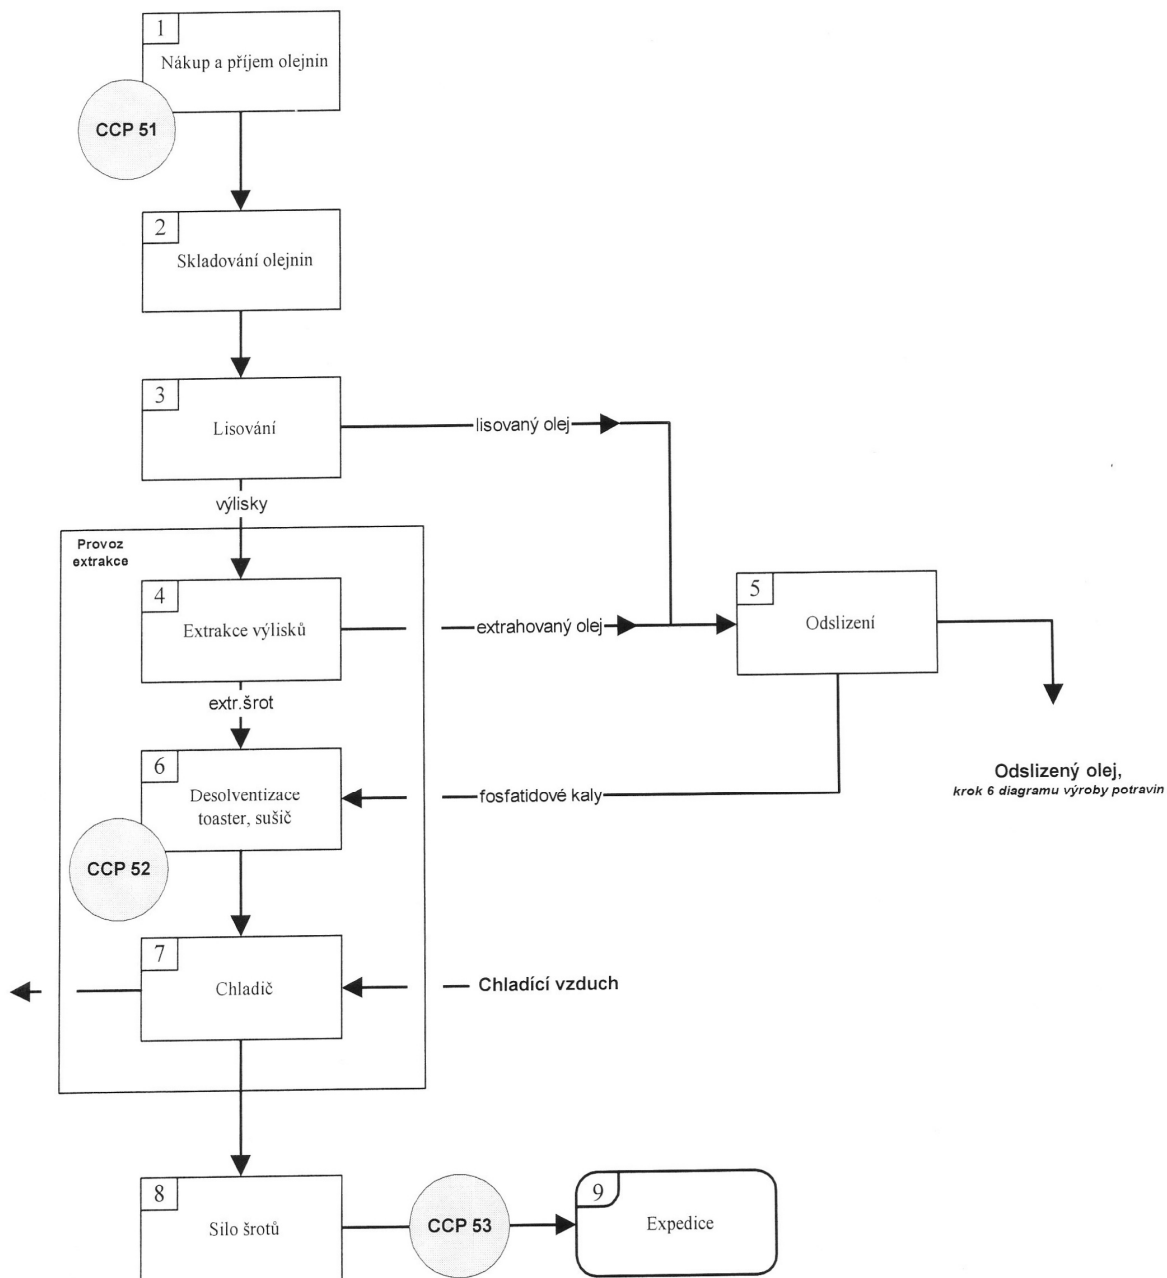 1
Nákup a příjem olejnin
CCP 51
2
Skladování olejnin
3
Lisování
lisovaný olej
výlisky
Provoz
extrakce
4
Extrakce výlisků
extrahovaný olej
5
Odslizení
extr.šrot
6
Desolventizace
toaster, sušič
fosfatidové kaly
Odslizený olej,
krok 6 diagramu výroby potravin
CCP 52
7
Chladič
Chladící vzduch
8
Silo šrotů
CCP 53
9
Expedice